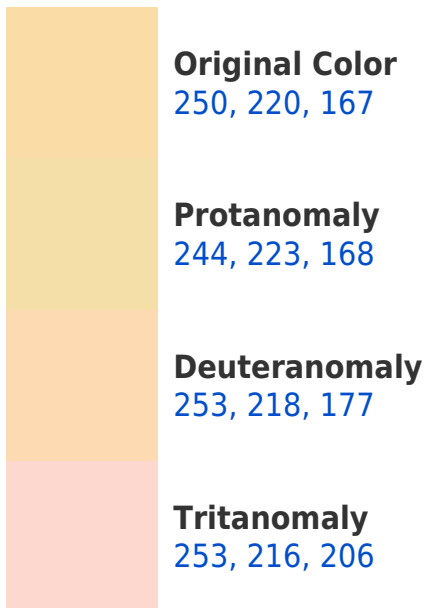 Original Color
250, 220, 167
Protanomaly
244, 223, 168
Deuteranomaly
253, 218, 177
Tritanomaly
253, 216, 206